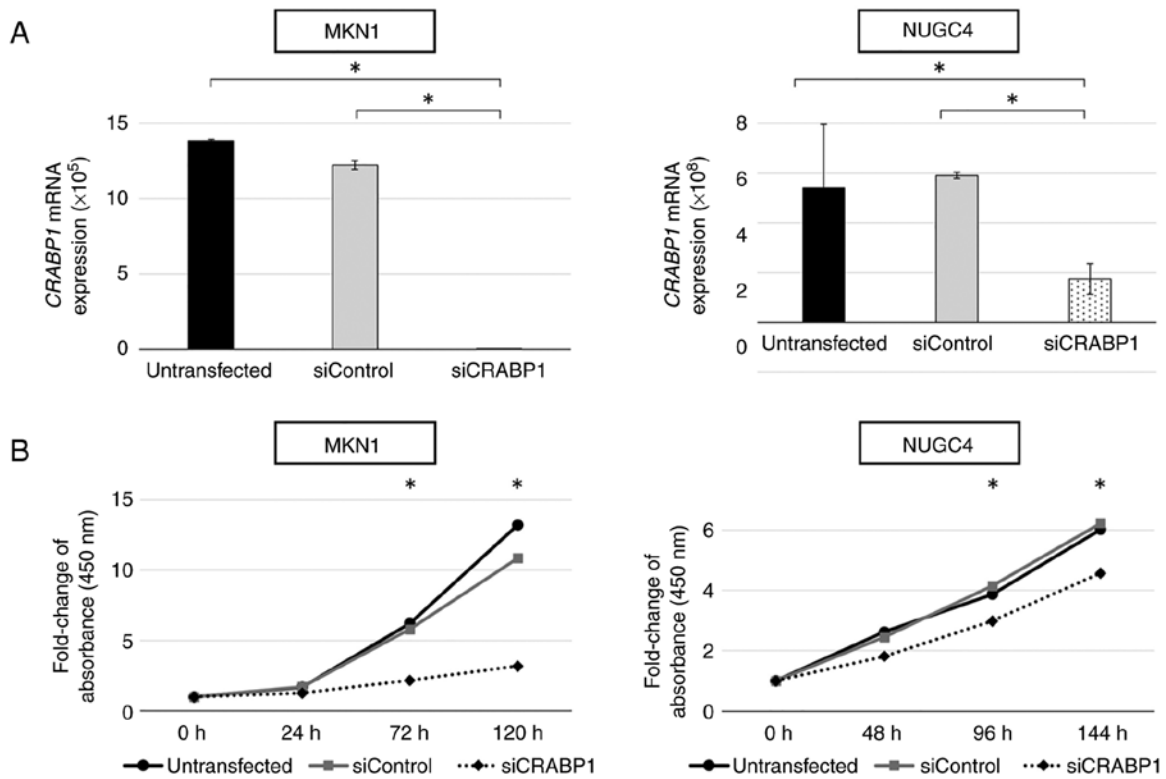 A
MKN1
*
*
CRABP1 mRNA
expression (×10⁵)
15
10
5
0
Untransfected siControl siCRABP1
NUGC4
*
*
CRABP1 mRNA
expression (×10⁸)
8
6
4
2
0
Untransfected siControl siCRABP1
B
MKN1
* *
Fold-change of
absorbance (450 nm)
15
10
5
0
0 h 24 h 72 h 120 h
Untransfected siControl siCRABP1
NUGC4
* *
Fold-change of
absorbance (450 nm)
6
4
2
0
0 h 48 h 96 h 144 h
Untransfected siControl siCRABP1